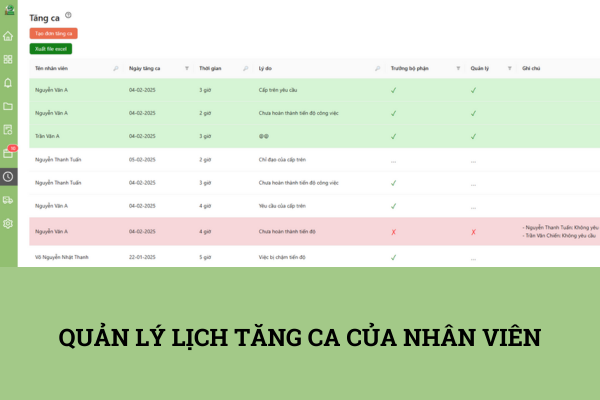 Tăng ca
Tạo đơn tăng ca
Xuất file excel
Tên nhân viên Ngày tăng ca Thời gian Lý do Trưởng bộ phận Quản lý Ghi chú
Nguyễn Văn A 04-02-2025 3 giờ Cấp trên yêu cầu ✓ ✓
Nguyễn Văn A 04-02-2025 2 giờ Chưa hoàn thành tiến độ công việc ✓ ✓
Trần Văn A 04-02-2025 3 giờ @@ ✓ ✓
Nguyễn Thanh Tuấn 05-02-2025 2 giờ Chỉ đạo của cấp trên ... ...
Nguyễn Thanh Tuấn 04-02-2025 3 giờ Chưa hoàn thành tiến độ công việc ✓ ...
Nguyễn Văn A 04-02-2025 4 giờ Yêu cầu của cấp trên ✓ ...
Nguyễn Văn A 04-02-2025 4 giờ Chưa hoàn thành tiến độ ✗ ✗ - Nguyễn Thanh Tuấn: Không yêu
- Trần Văn Chiến: Không yêu cầu
Võ Nguyễn Nhật Thanh 22-01-2025 5 giờ Việc bị chậm tiến độ ✓ ...
QUẢN LÝ LỊCH TĂNG CA CỦA NHÂN VIÊN